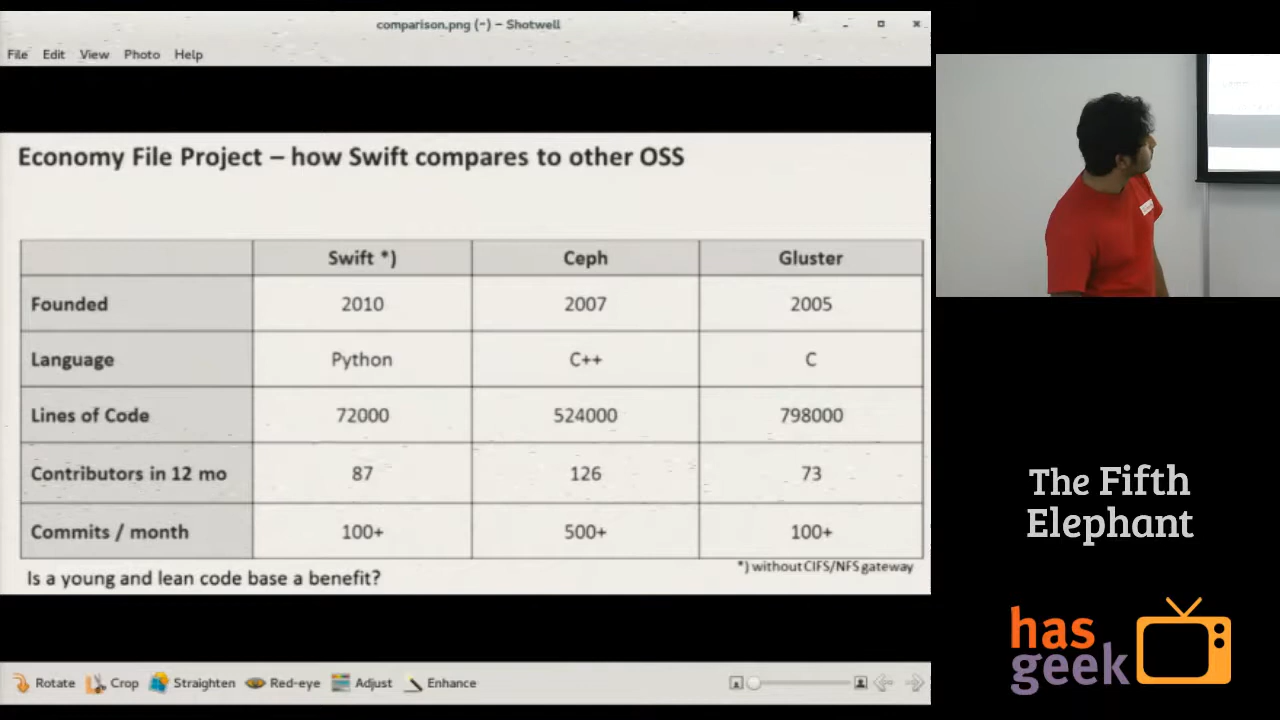 comparison.png (~) – Shotwell
File Edit View Photo Help
Economy File Project – how Swift compares to other OSS
Swift *) Ceph Gluster
Founded 2010 2007 2005
Language Python C++ C
Lines of Code 72000 524000 798000
Contributors in 12 mo 87 126 73
Commits / month 100+ 500+ 100+
*) without CIFS/NFS gateway
Is a young and lean code base a benefit?
Rotate Crop Straighten Red-eye Adjust Enhance
The Fifth
Elephant
has
geek